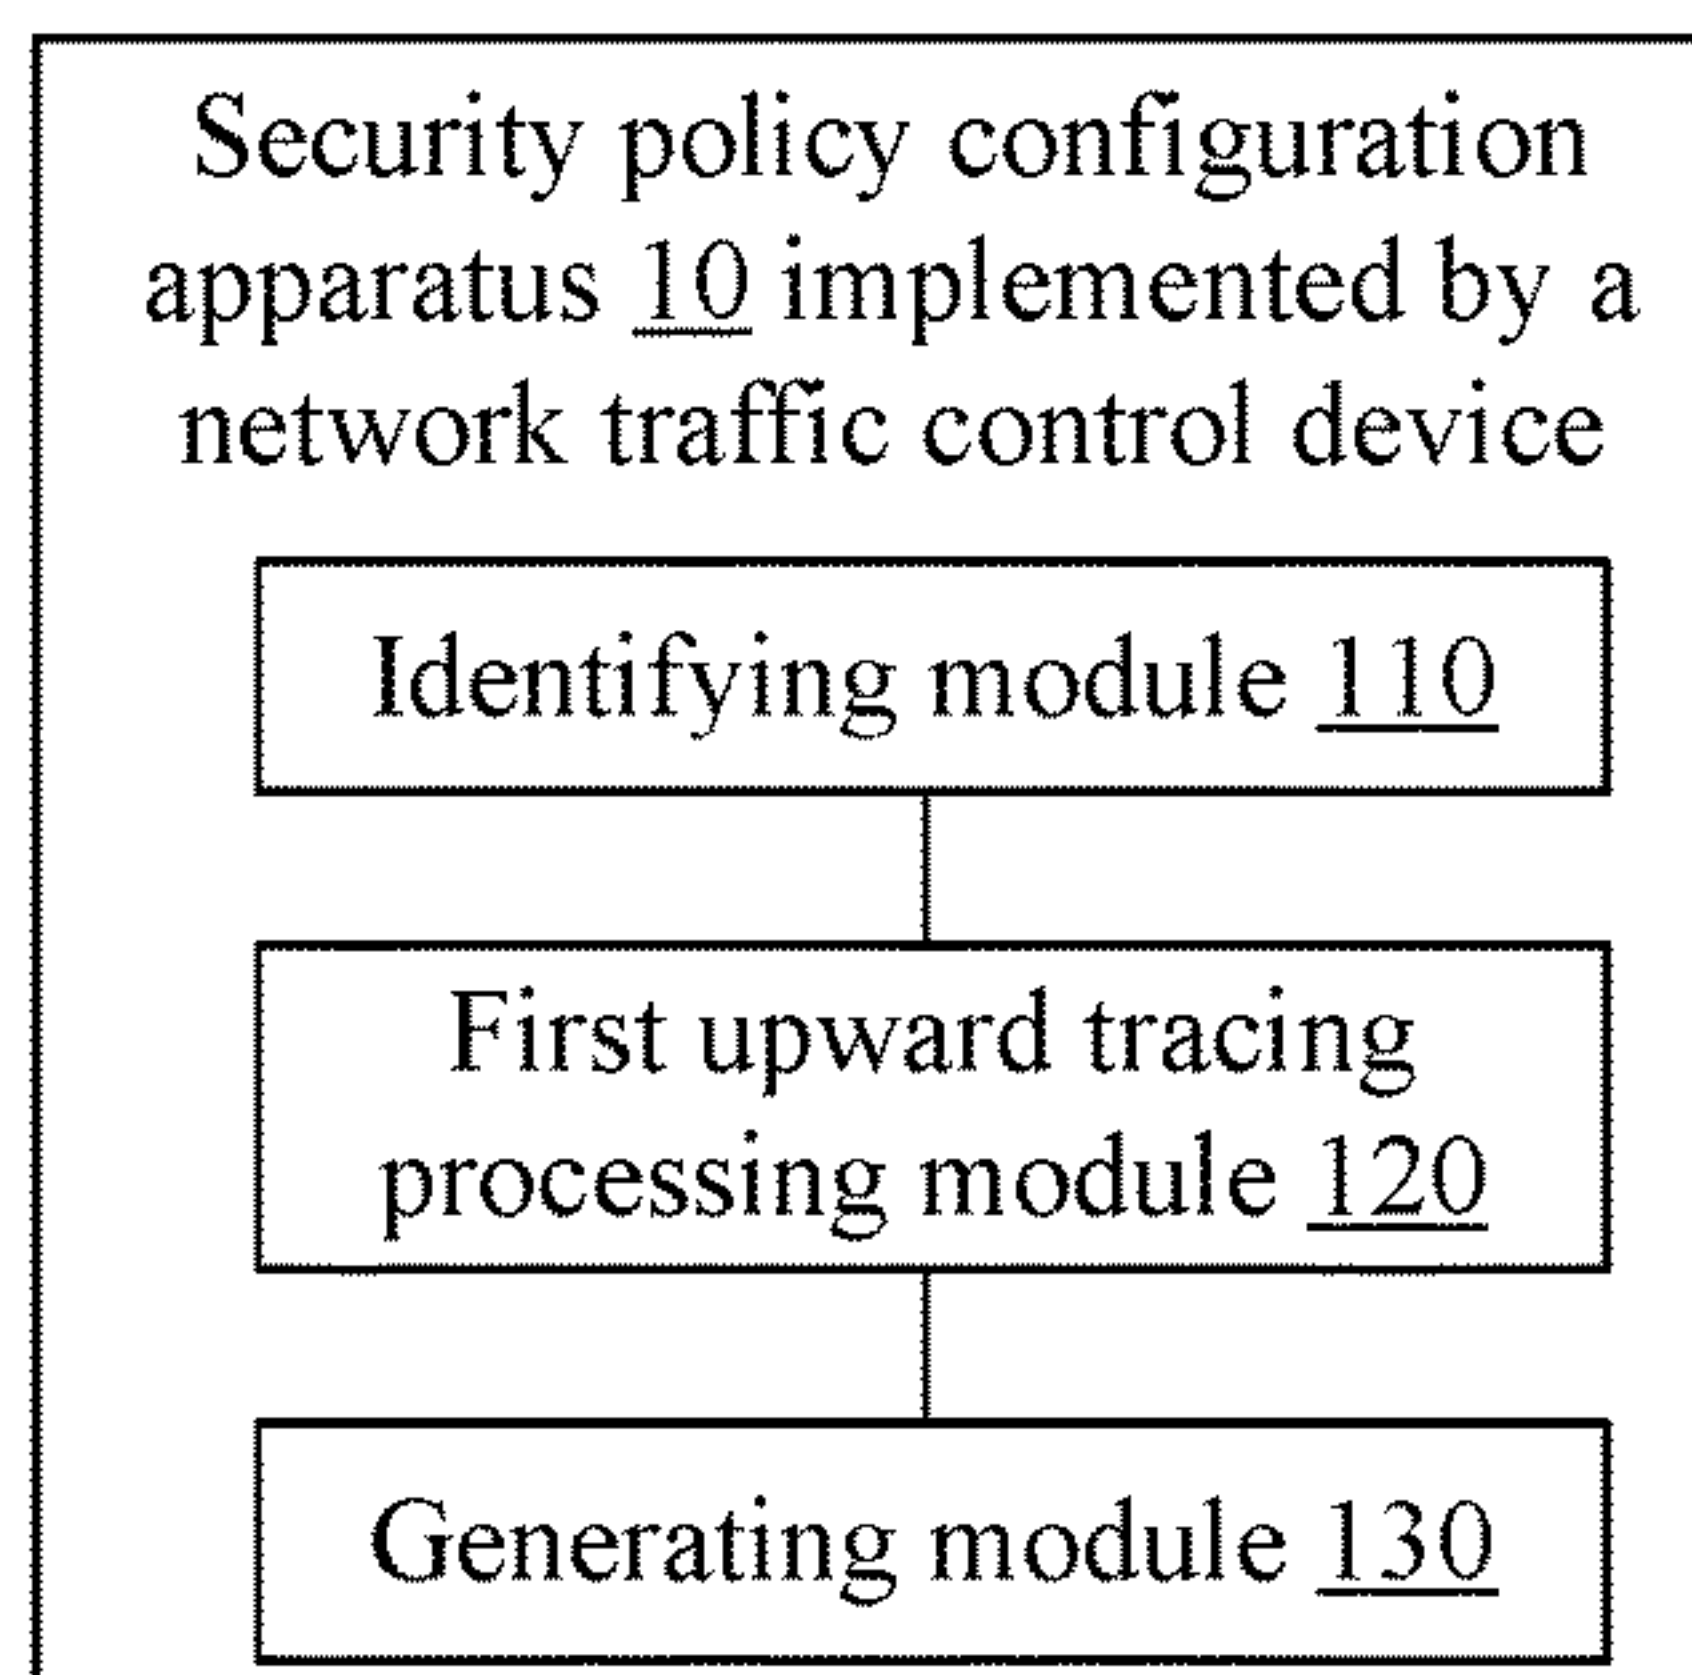 Security policy configuration
apparatus 10 implemented by a
network traffic control device
Identifying module 110
First upward tracing
processing module 120
Generating module 130